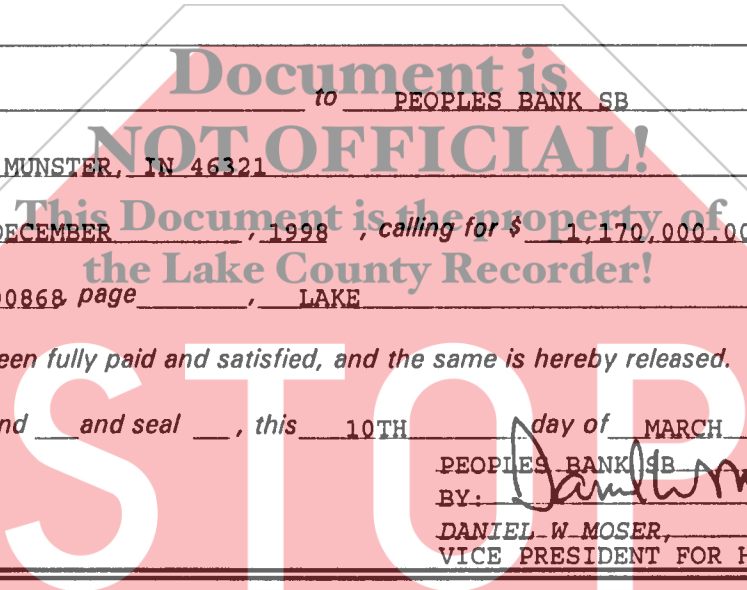 Document is
to PEOPLES BANK SB
NOT OFFICIAL!
MUNSTER, IN 46321
This Document is the property of
DECEMBER , 1998 , calling for $ 1,170,000.00
the Lake County Recorder!
00868 page , LAKE
een fully paid and satisfied, and the same is hereby released.
STOP
nd and seal , this 10TH day of MARCH
PEOPLES BANK SB
BY:
DANIEL W MOSER,
VICE PRESIDENT FOR H